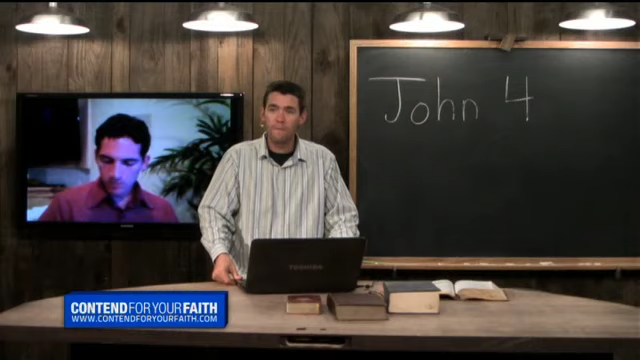 John 4
TOSHIBA
CONTEND FOR YOUR FAITH
WWW.CONTENDFORYOURFAITH.COM